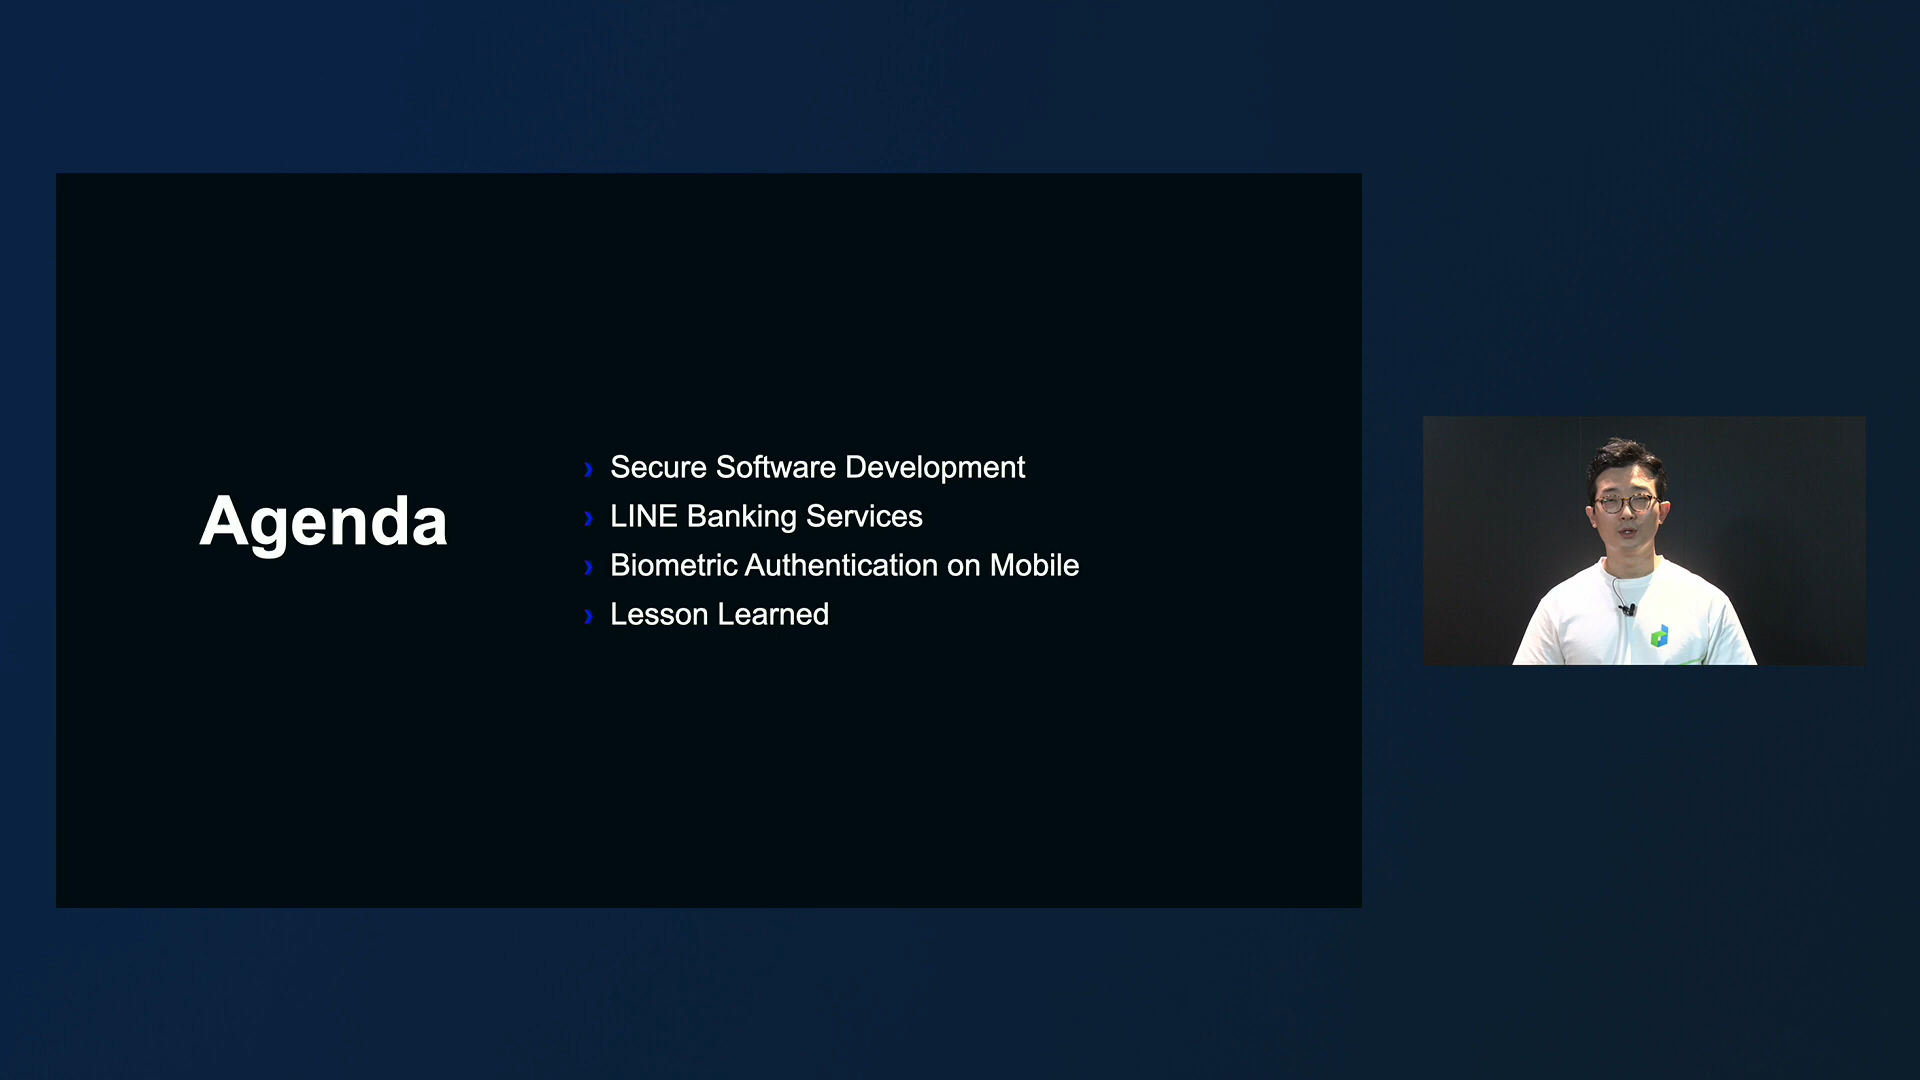 Agenda
› Secure Software Development
› LINE Banking Services
› Biometric Authentication on Mobile
› Lesson Learned